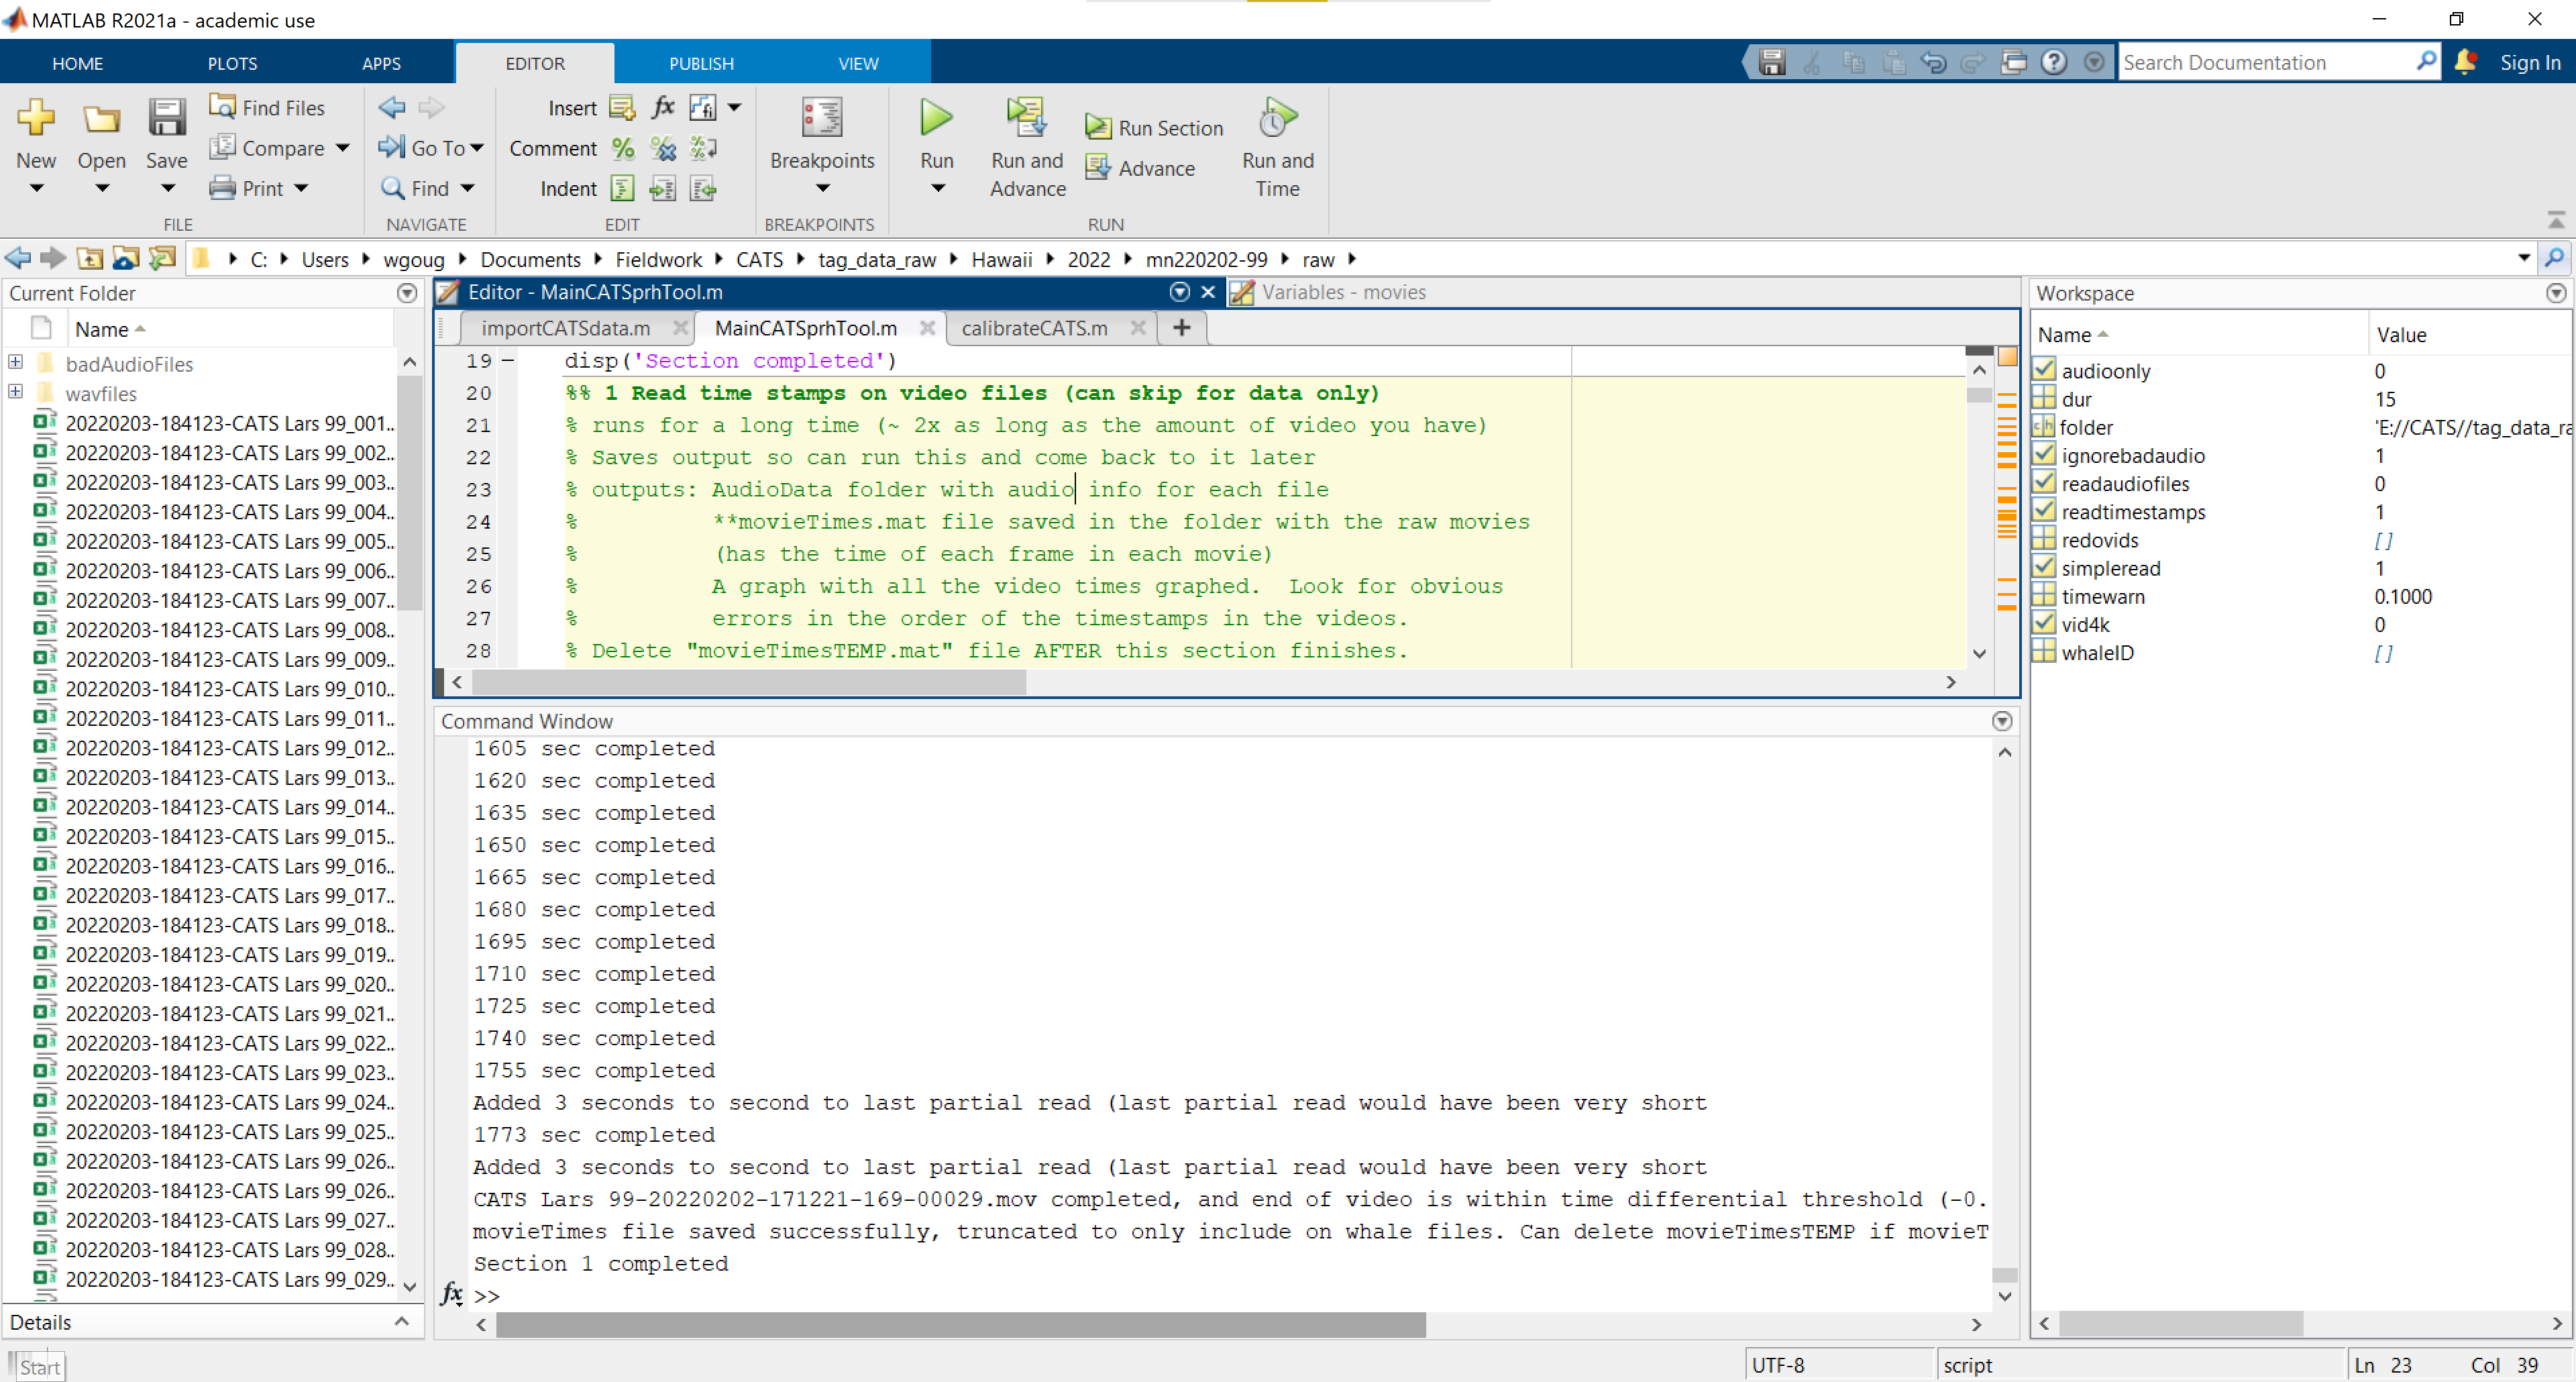 MATLAB R2021a - academic use
HOME PLOTS APPS EDITOR PUBLISH VIEW Search Documentation Sign In
New Open Save Find Files Compare Print FILE
Go To Find NAVIGATE
Insert fx fi
Comment
Indent
EDIT
Breakpoints BREAKPOINTS
Run Run and Advance Run Section Advance Run and Time RUN
C: Users wgoug Documents Fieldwork CATS tag_data_raw Hawaii 2022 mn220202-99 raw
Current Folder
Name
badAudioFiles
wavfiles
20220203-184123-CATS Lars 99_001...
20220203-184123-CATS Lars 99_002...
20220203-184123-CATS Lars 99_003...
20220203-184123-CATS Lars 99_004...
20220203-184123-CATS Lars 99_005...
20220203-184123-CATS Lars 99_006...
20220203-184123-CATS Lars 99_007...
20220203-184123-CATS Lars 99_008...
20220203-184123-CATS Lars 99_009...
20220203-184123-CATS Lars 99_010...
20220203-184123-CATS Lars 99_011...
20220203-184123-CATS Lars 99_012...
20220203-184123-CATS Lars 99_013...
20220203-184123-CATS Lars 99_014...
20220203-184123-CATS Lars 99_015...
20220203-184123-CATS Lars 99_016...
20220203-184123-CATS Lars 99_017...
20220203-184123-CATS Lars 99_018...
20220203-184123-CATS Lars 99_019...
20220203-184123-CATS Lars 99_020...
20220203-184123-CATS Lars 99_021...
20220203-184123-CATS Lars 99_022...
20220203-184123-CATS Lars 99_023...
20220203-184123-CATS Lars 99_024...
20220203-184123-CATS Lars 99_025...
20220203-184123-CATS Lars 99_026...
20220203-184123-CATS Lars 99_026...
20220203-184123-CATS Lars 99_027...
20220203-184123-CATS Lars 99_028...
20220203-184123-CATS Lars 99_029...
Details
Editor - MainCATSprhTool.m Variables - movies
importCATSdata.m MainCATSprhTool.m calibrateCATS.m
19 disp('Section completed')
20 %% 1 Read time stamps on video files (can skip for data only)
21 % runs for a long time (~ 2x as long as the amount of video you have)
22 % Saves output so can run this and come back to it later
23 % outputs: AudioData folder with audio info for each file
24 % **movieTimes.mat file saved in the folder with the raw movies
25 % (has the time of each frame in each movie)
26 % A graph with all the video times graphed. Look for obvious
27 % errors in the order of the timestamps in the videos.
28 % Delete "movieTimesTEMP.mat" file AFTER this section finishes.
Command Window
1605 sec completed
1620 sec completed
1635 sec completed
1650 sec completed
1665 sec completed
1680 sec completed
1695 sec completed
1710 sec completed
1725 sec completed
1740 sec completed
1755 sec completed
Added 3 seconds to second to last partial read (last partial read would have been very short
1773 sec completed
Added 3 seconds to second to last partial read (last partial read would have been very short
CATS Lars 99-20220202-171221-169-00029.mov completed, and end of video is within time differential threshold (-0.
movieTimes file saved successfully, truncated to only include on whale files. Can delete movieTimesTEMP if movieT
Section 1 completed
fx >>
Workspace
Name Value
audioonly 0
dur 15
folder 'E://CATS//tag_data_ra
ignorebadaudio 1
readaudiofiles 0
readtimestamps 1
redovids []
simpleread 1
timewarn 0.1000
vid4k 0
whaleID []
Start UTF-8 script Ln 23 Col 39